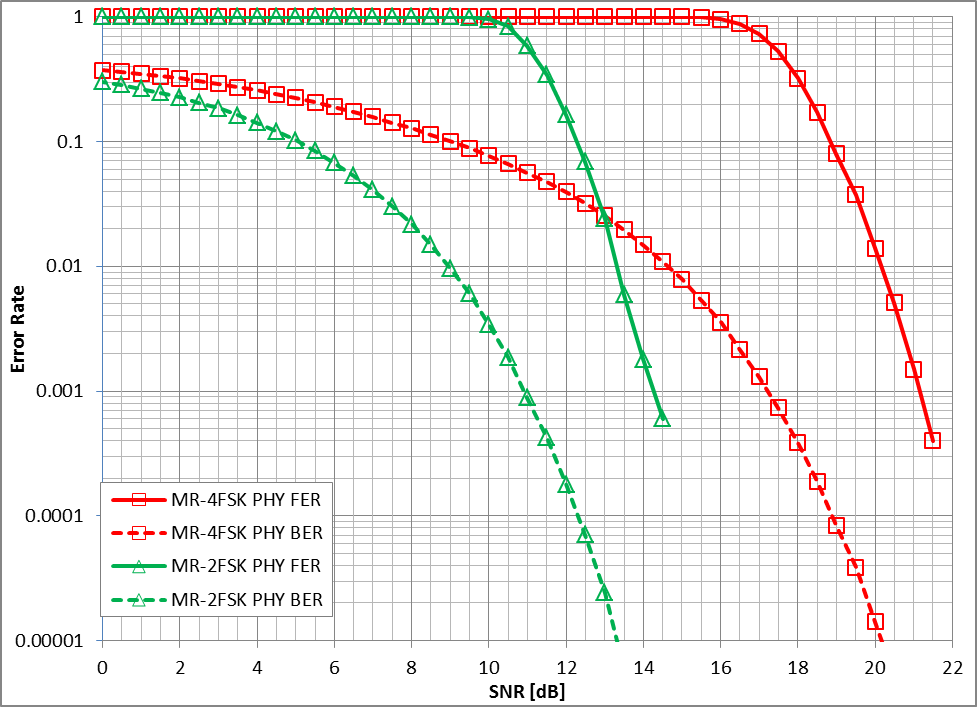 1
0.1
0.01
0.001
0.0001
0.00001
Error Rate
MR-4FSK PHY FER
MR-4FSK PHY BER
MR-2FSK PHY FER
MR-2FSK PHY BER
0 2 4 6 8 10 12 14 16 18 20 22
SNR [dB]